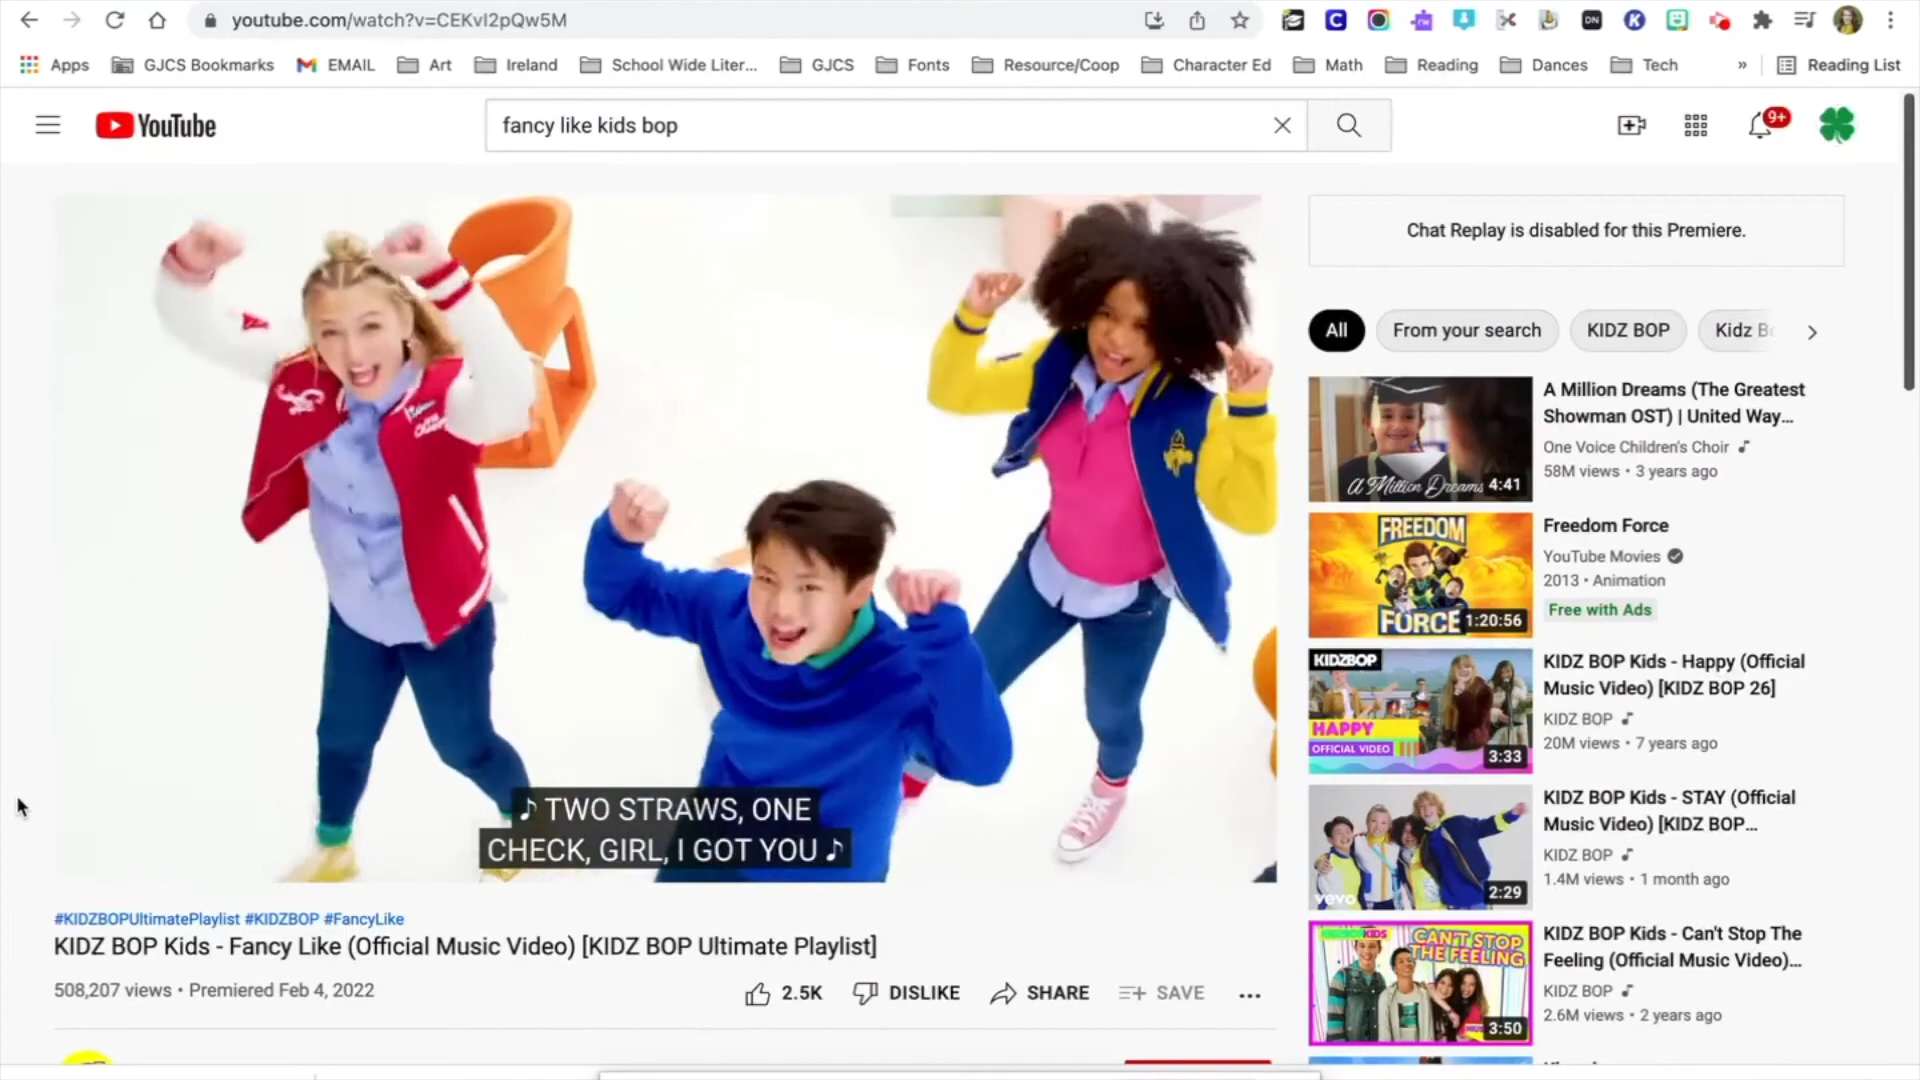 youtube.com/watch?v=CEKvI2pQw5M
Apps GJCS Bookmarks EMAIL Art Ireland School Wide Liter... GJCS Fonts Resource/Coop Character Ed Math Reading Dances Tech » Reading List
YouTube
fancy like kids bop
9+
Chat Replay is disabled for this Premiere.
All From your search KIDZ BOP Kidz
A Million Dreams 4:41
A Million Dreams (The Greatest
Showman OST) | United Way...
One Voice Children's Choir
58M views • 3 years ago
FREEDOM
FORCE
1:20:56
Freedom Force
YouTube Movies
2013 • Animation
Free with Ads
KIDZBOP
HAPPY
OFFICIAL VIDEO
3:33
KIDZ BOP Kids - Happy (Official
Music Video) [KIDZ BOP 26]
KIDZ BOP
20M views • 7 years ago
vevo
2:29
KIDZ BOP Kids - STAY (Official
Music Video) [KIDZ BOP...
KIDZ BOP
1.4M views • 1 month ago
KIDZBOPKIDS
CAN'T STOP
THE FEELING
3:50
KIDZ BOP Kids - Can't Stop The
Feeling (Official Music Video)...
KIDZ BOP
2.6M views • 2 years ago
♪ TWO STRAWS, ONE
CHECK, GIRL, I GOT YOU ♪
#KIDZBOPUltimatePlaylist #KIDZBOP #FancyLike
KIDZ BOP Kids - Fancy Like (Official Music Video) [KIDZ BOP Ultimate Playlist]
508,207 views • Premiered Feb 4, 2022
2.5K DISLIKE SHARE SAVE ...